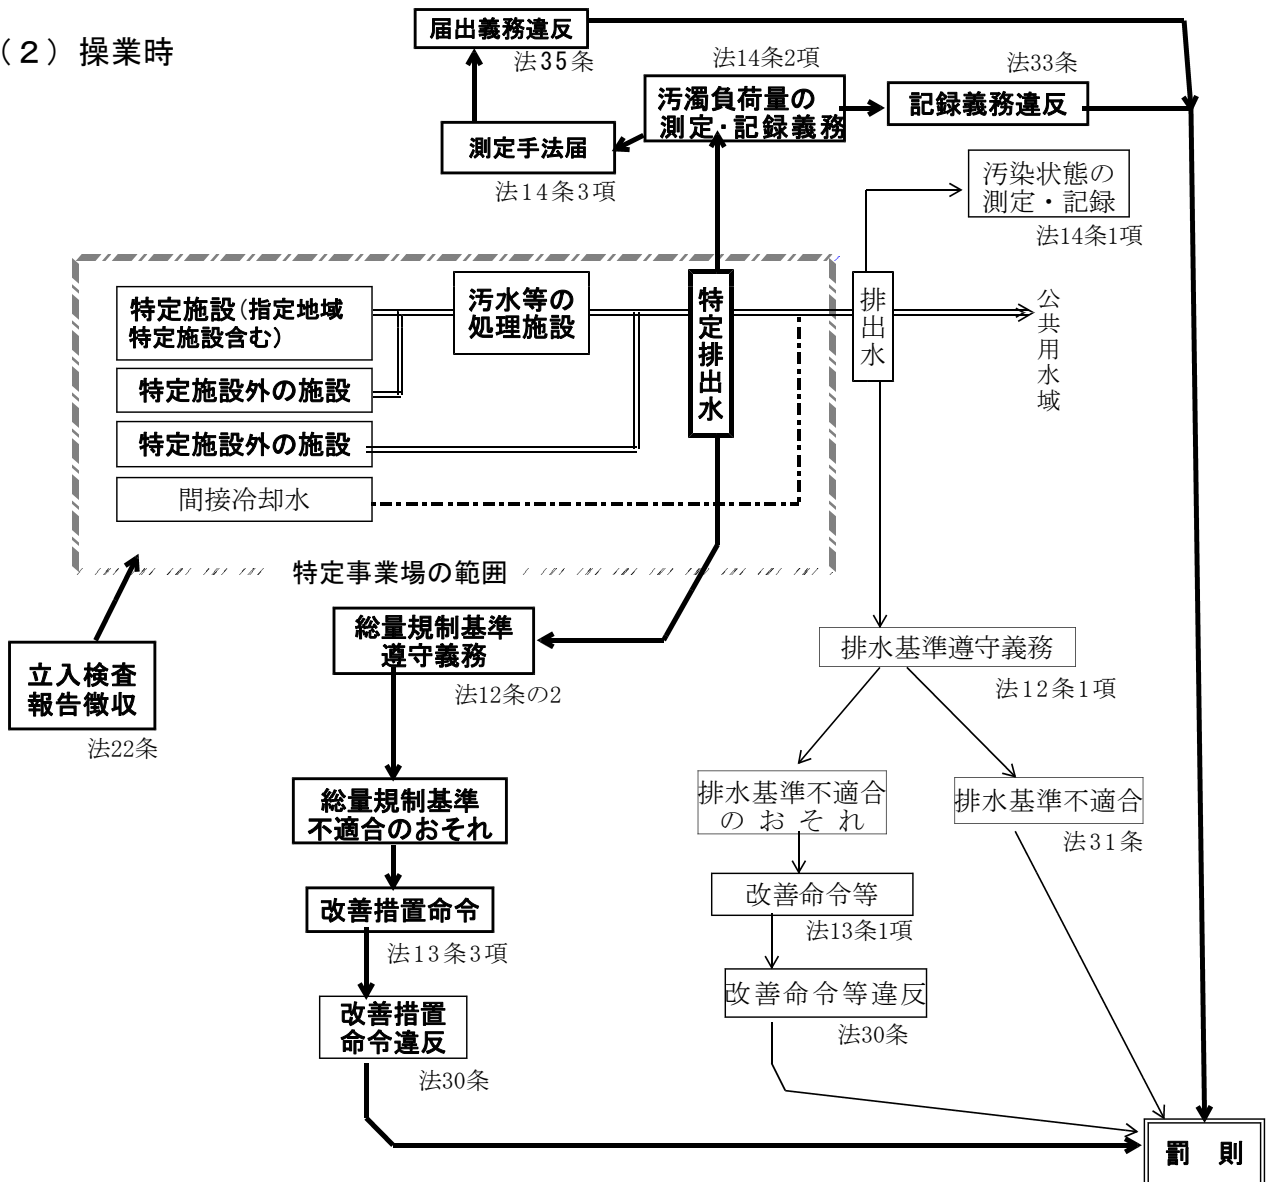 (2)操業時
届出義務違反
法35条
法14条2項
汚濁負荷量の
測定・記録義務
法33条
記録義務違反
測定手法届
法14条3項
汚染状態の
測定・記録
法14条1項
特定施設(指定地域
特定施設含む)
汚水等の
処理施設
特定排出水
排出水
公共用水域
特定施設外の施設
特定施設外の施設
間接冷却水
特定事業場の範囲
総量規制基準
遵守義務
法12条の2
立入検査
報告徴収
法22条
排水基準遵守義務
法12条1項
総量規制基準
不適合のおそれ
排水基準不適合
のおそれ
排水基準不適合
法31条
改善措置命令
法13条3項
改善命令等
法13条1項
改善措置
命令違反
法30条
改善命令等違反
法30条
罰則